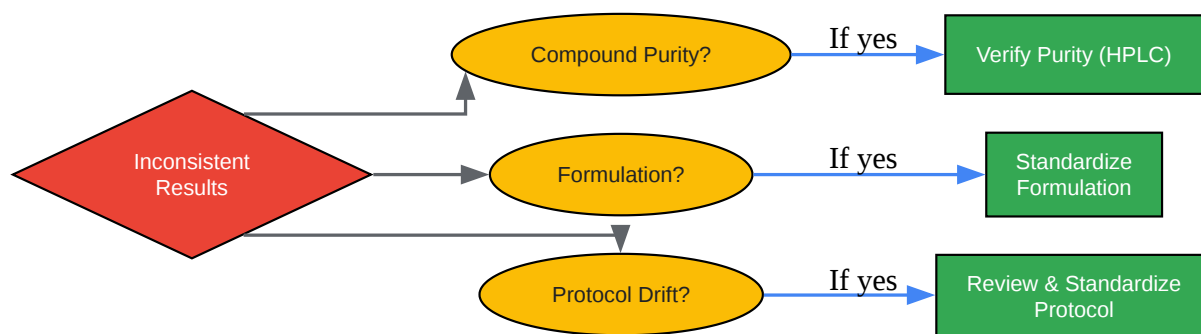 Inconsistent
Results
Compound Purity?
If yes
Verify Purity (HPLC)
Formulation?
If yes
Standardize
Formulation
Protocol Drift?
If yes
Review & Standardize
Protocol